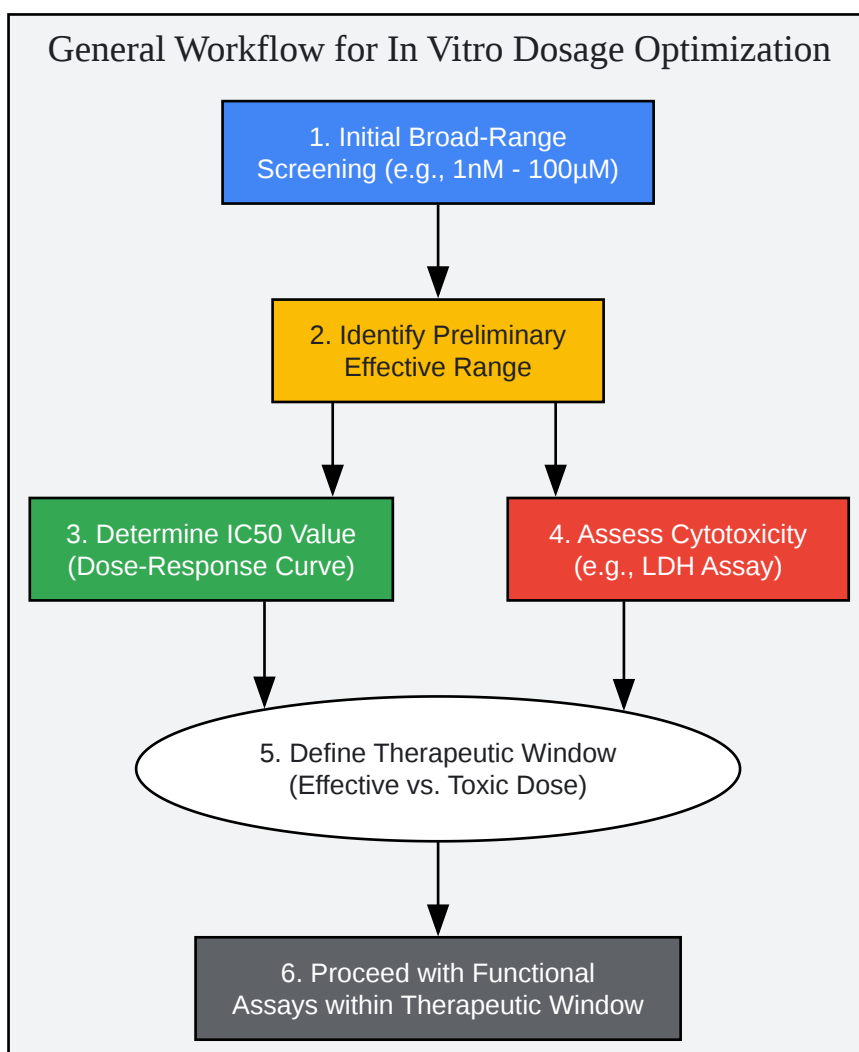 General Workflow for In Vitro Dosage Optimization
1. Initial Broad-Range
Screening (e.g., 1nM - 100µM)
2. Identify Preliminary
Effective Range
3. Determine IC50 Value
(Dose-Response Curve)
4. Assess Cytotoxicity
(e.g., LDH Assay)
5. Define Therapeutic Window
(Effective vs. Toxic Dose)
6. Proceed with Functional
Assays within Therapeutic Window